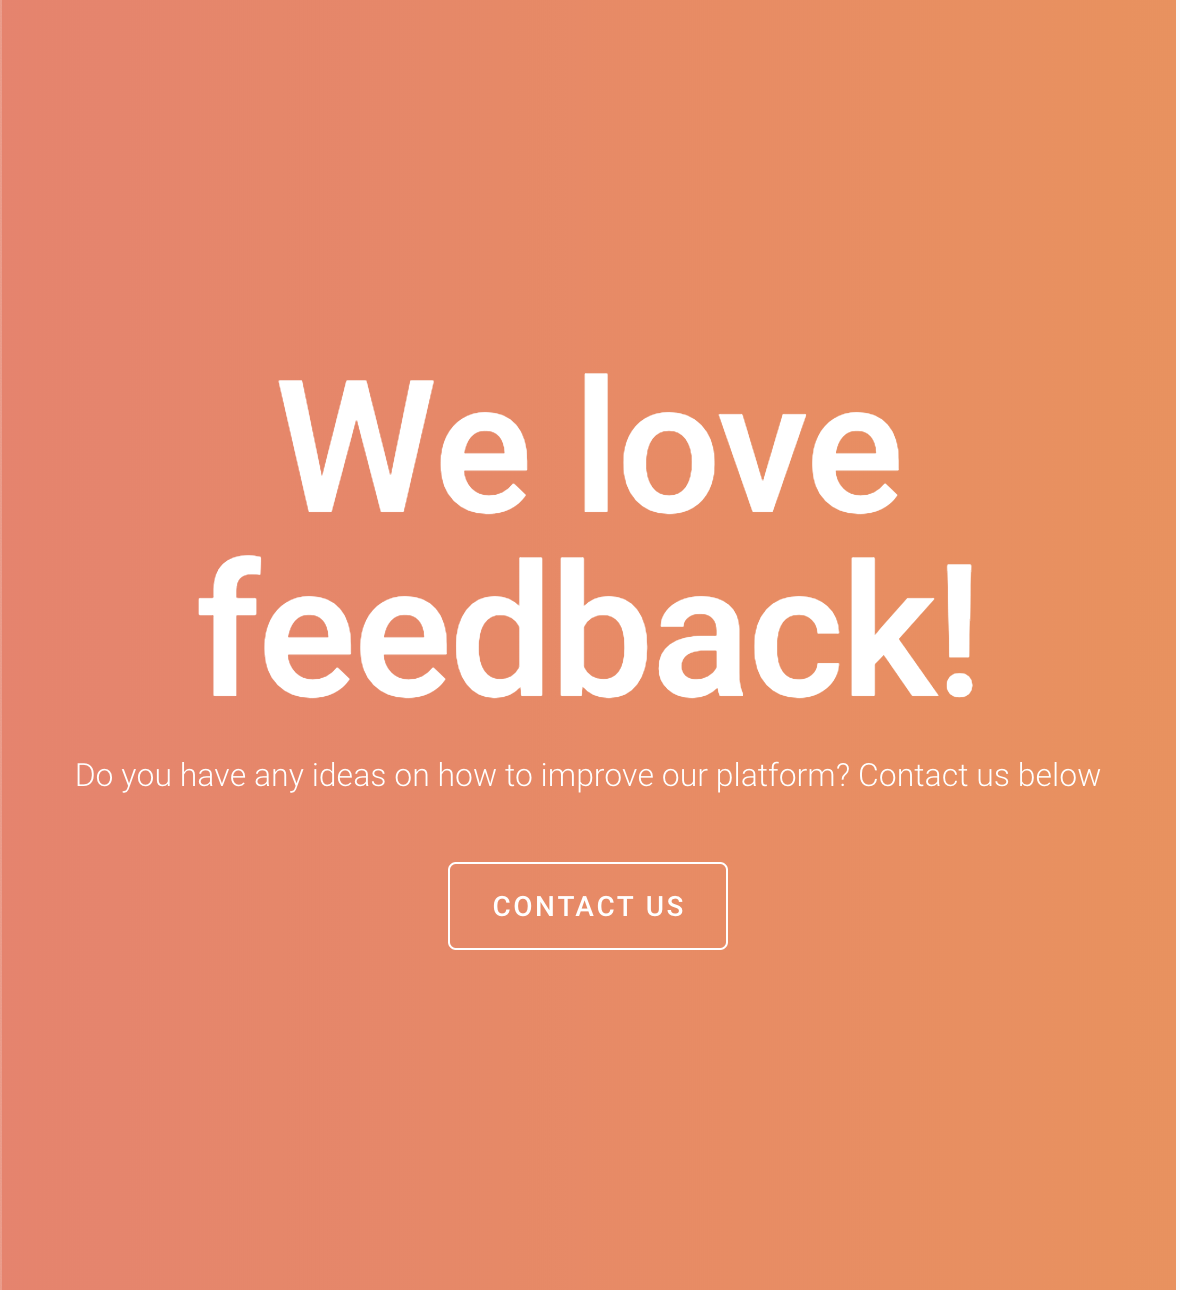 We love
feedback!
Do you have any ideas on how to improve our platform? Contact us below
CONTACT US